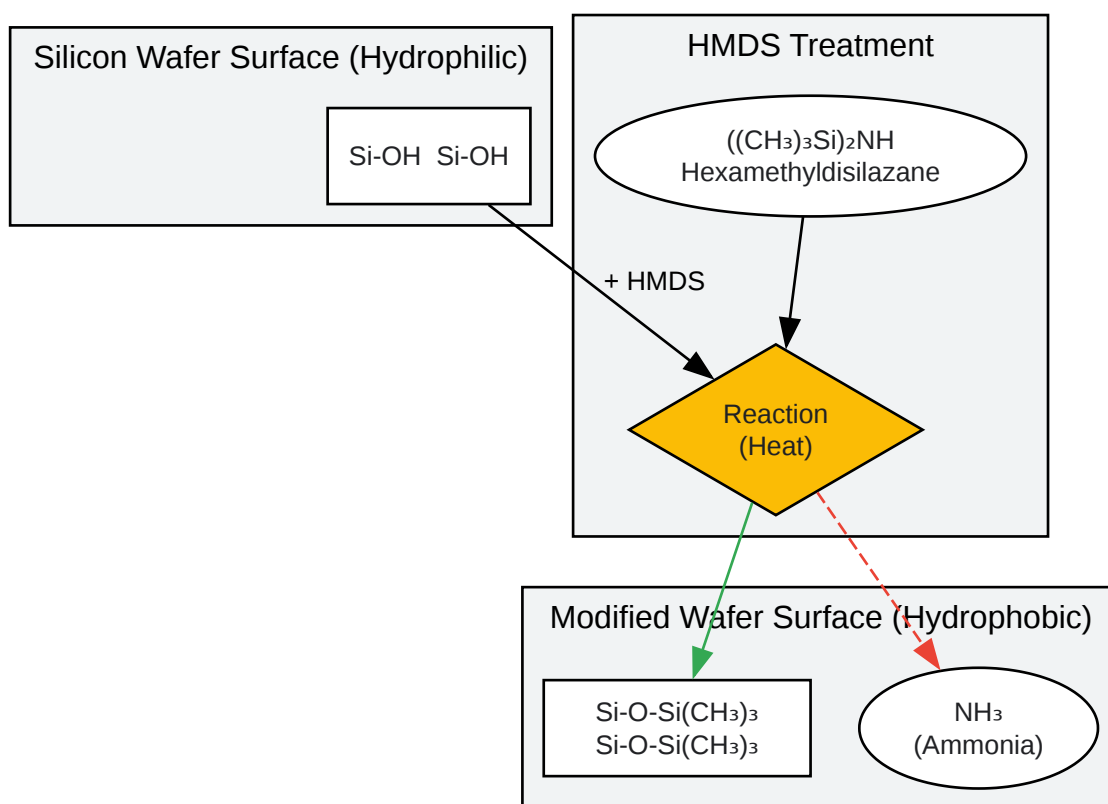 Silicon Wafer Surface (Hydrophilic)
Si-OH  Si-OH
HMDS Treatment
((CH₃)₃Si)₂NH
Hexamethyldisilazane
+ HMDS
Reaction
(Heat)
Modified Wafer Surface (Hydrophobic)
Si-O-Si(CH₃)₃
Si-O-Si(CH₃)₃
NH₃
(Ammonia)